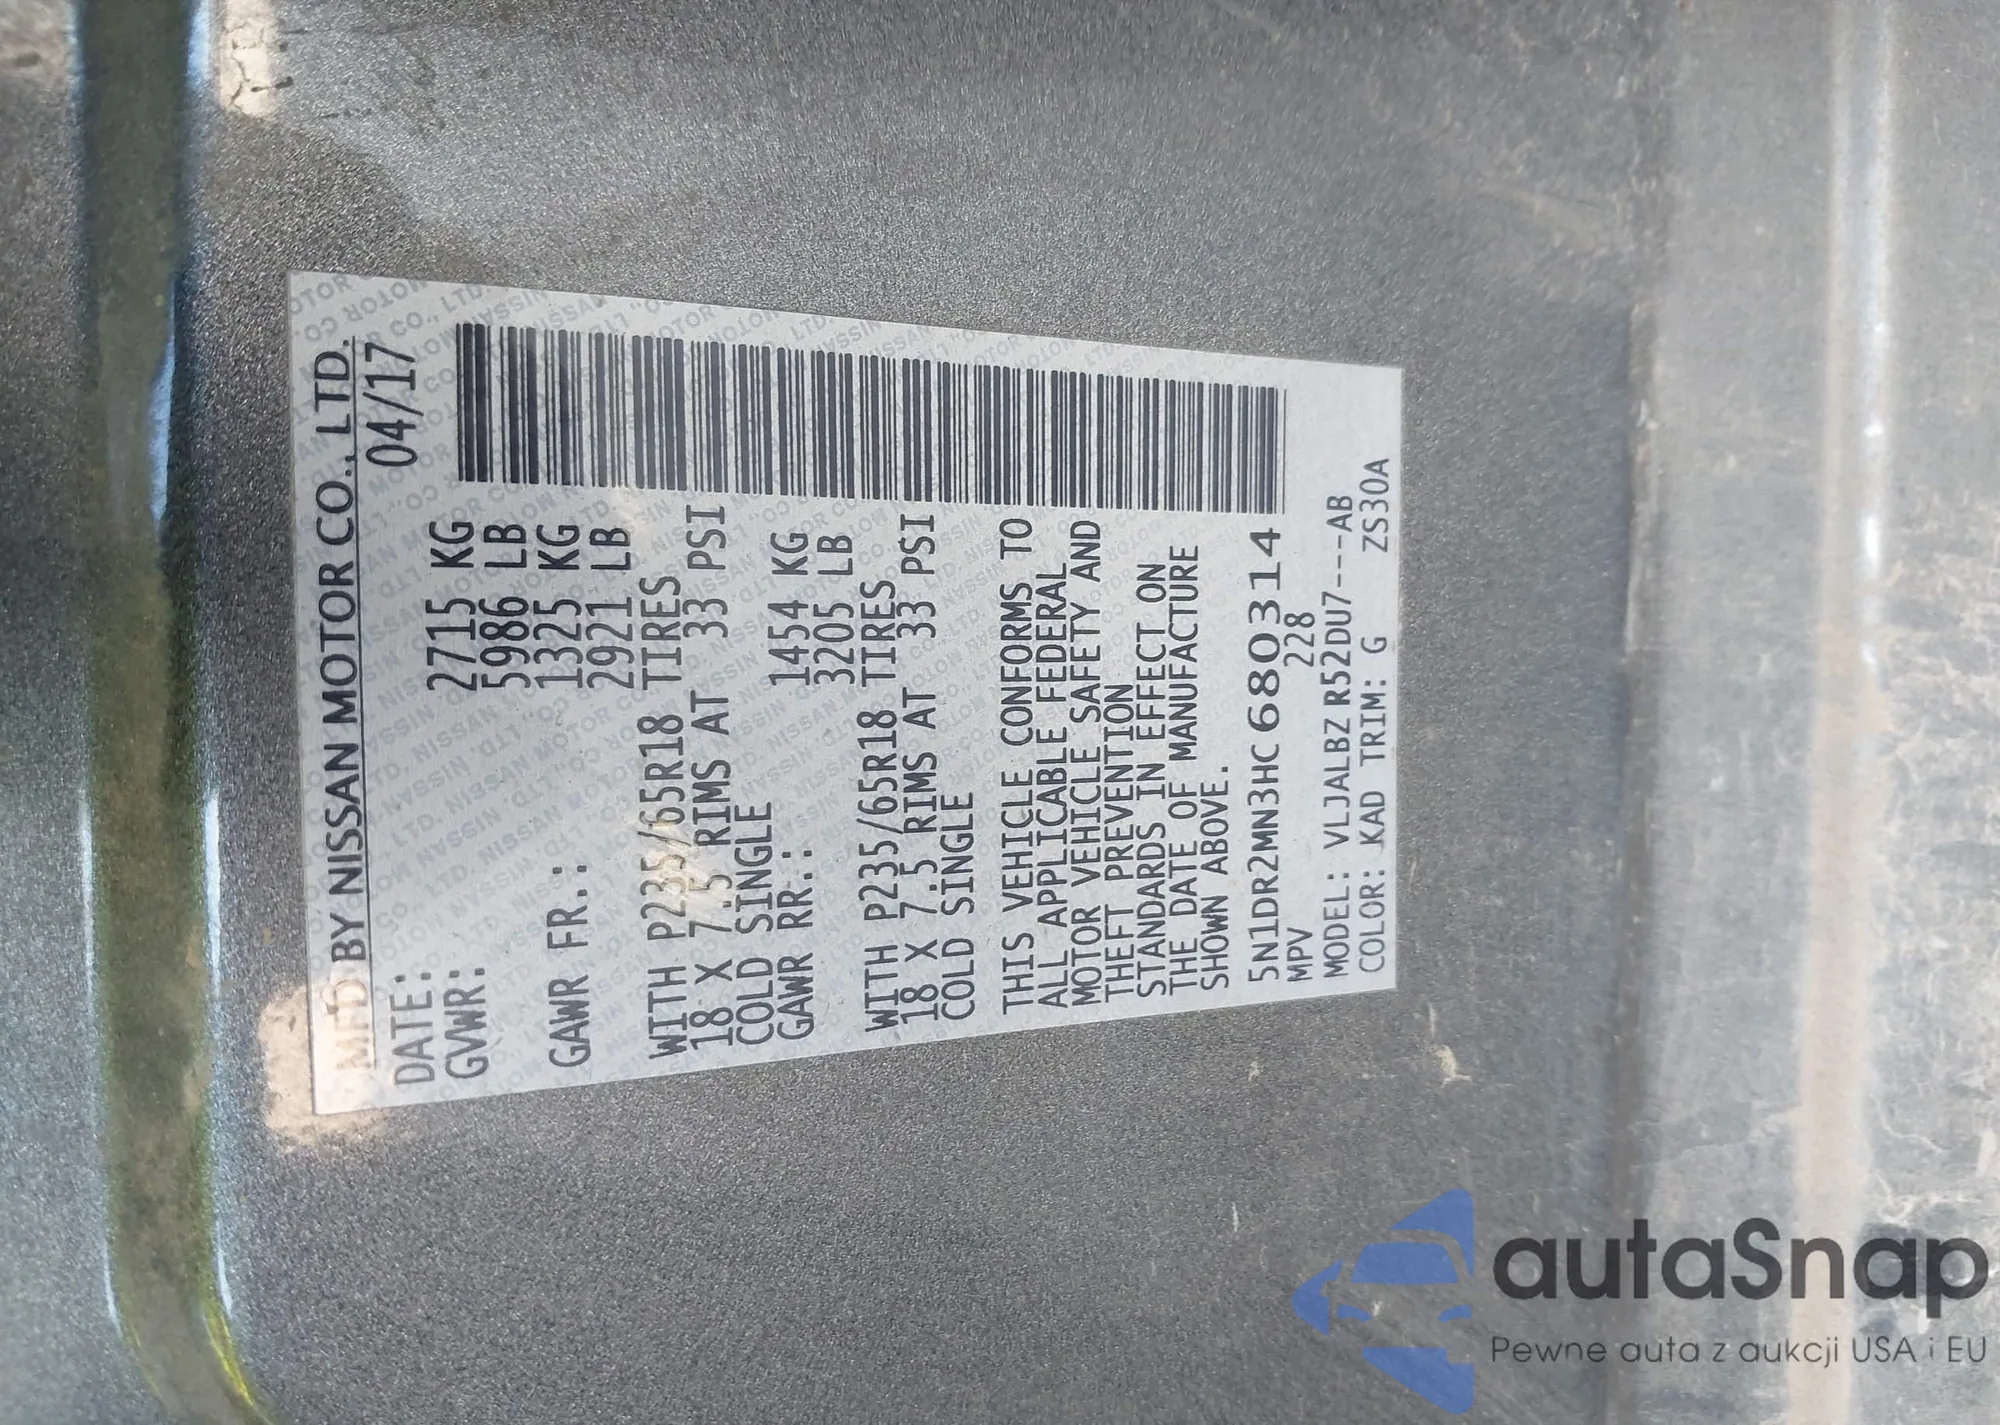 MFD BY NISSAN MOTOR CO., LTD.
DATE: 04/17
GVWR: 2715 KG
5986 LB
GAWR FR.: 1325 KG
2921 LB
WITH P235/65R18 TIRES
18 X 7.5 RIMS AT 33 PSI
COLD SINGLE
GAWR RR.: 1454 KG
3205 LB
WITH P235/65R18 TIRES
18 X 7.5 RIMS AT 33 PSI
COLD SINGLE
THIS VEHICLE CONFORMS TO
ALL APPLICABLE FEDERAL
MOTOR VEHICLE SAFETY AND
THEFT PREVENTION
STANDARDS IN EFFECT ON
THE DATE OF MANUFACTURE
SHOWN ABOVE.
5N1DR2MN3HC680314
MPV 228
MODEL: VLJALBZ R52DU7---AB
COLOR: KAD TRIM: G ZS30A
autaSnap
Pewne auta z aukcji USA i EU